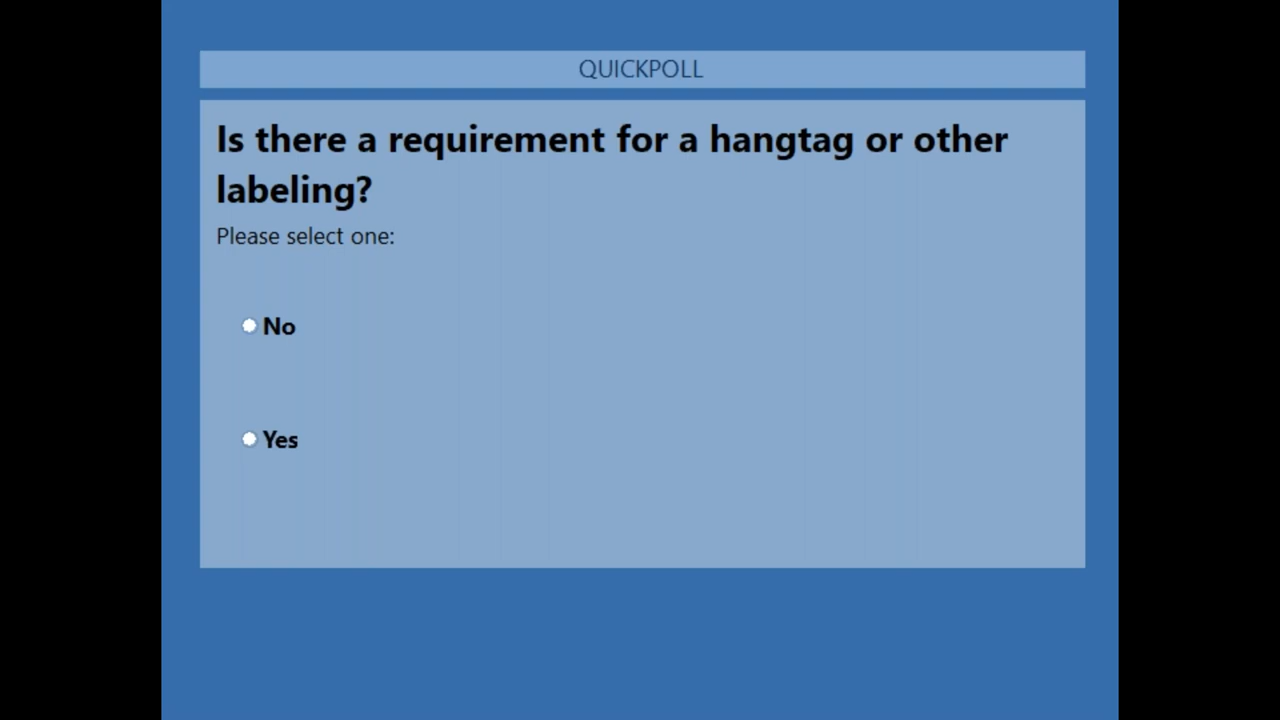 QUICKPOLL
Is there a requirement for a hangtag or other
labeling?
Please select one:
No
Yes